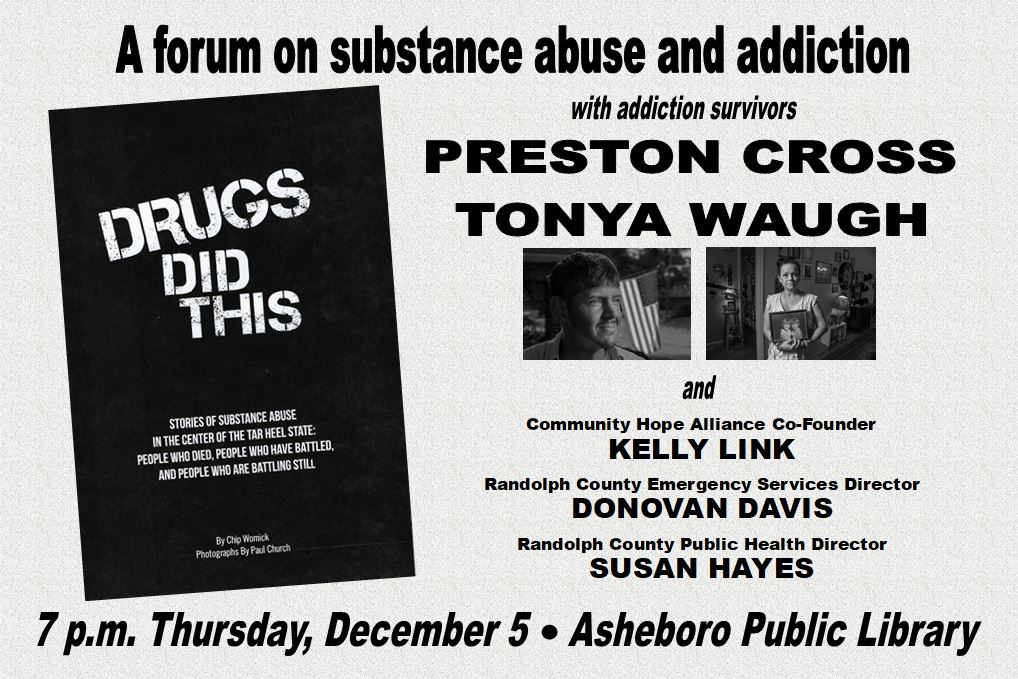 A forum on substance abuse and addiction
DRUGS
DID
THIS
STORIES OF SUBSTANCE ABUSE
IN THE CENTER OF THE TAR HEEL STATE:
PEOPLE WHO DIED, PEOPLE WHO HAVE BATTLED,
AND PEOPLE WHO ARE BATTLING STILL
By Chip Womick
Photographs By Paul Church
with addiction survivors
PRESTON CROSS
TONYA WAUGH
and
Community Hope Alliance Co-Founder
KELLY LINK
Randolph County Emergency Services Director
DONOVAN DAVIS
Randolph County Public Health Director
SUSAN HAYES
7 p.m. Thursday, December 5 • Asheboro Public Library